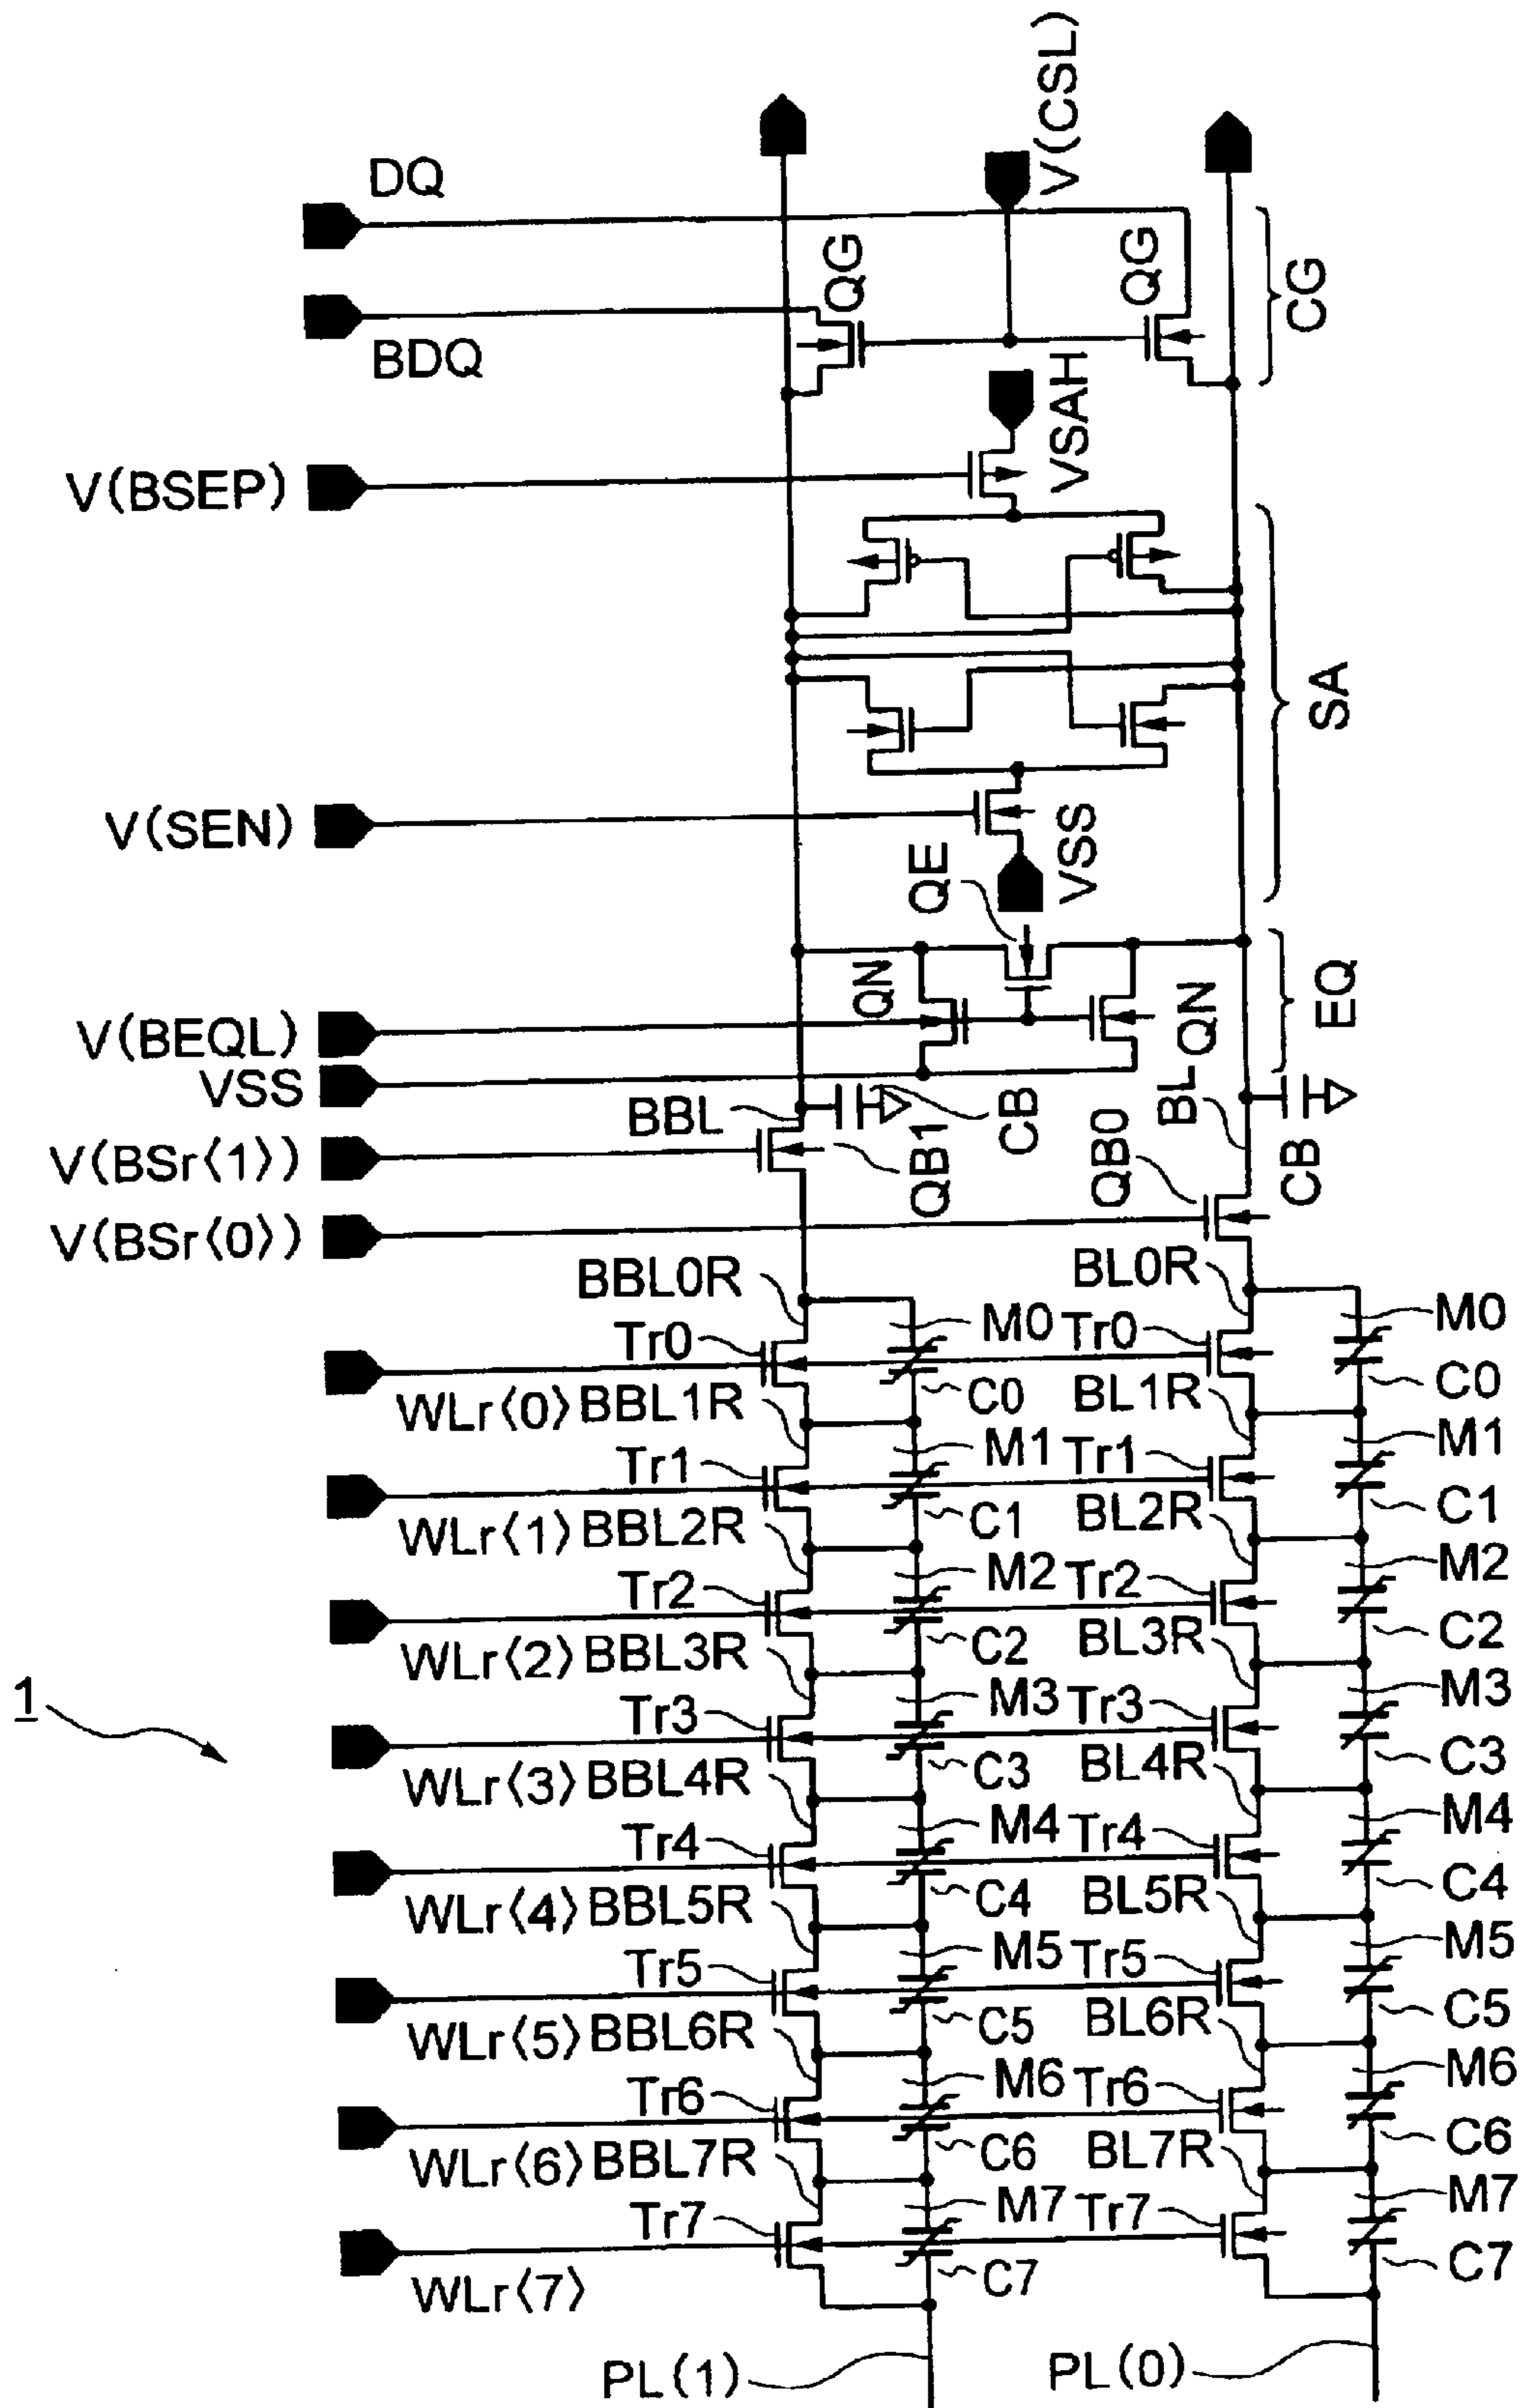 V(CSL)
DQ
QG
QG
CG
BDQ
VSAH
V(BSEP)
SA
V(SEN)
QE
VSS
QN
QN
EQ
V(BEQL)
VSS
BBL
CB
BL
V(BSr⟨1⟩)
QB1
QB0
CB
V(BSr⟨0⟩)
BBL0R
BL0R
Tr0
M0
Tr0
M0
WLr⟨0⟩
BBL1R
C0
BL1R
C0
Tr1
M1
Tr1
M1
WLr⟨1⟩
BBL2R
C1
BL2R
C1
Tr2
M2
Tr2
M2
WLr⟨2⟩
BBL3R
C2
BL3R
C2
1
Tr3
M3
Tr3
M3
WLr⟨3⟩
BBL4R
C3
BL4R
C3
Tr4
M4
Tr4
M4
WLr⟨4⟩
BBL5R
C4
BL5R
C4
Tr5
M5
Tr5
M5
WLr⟨5⟩
BBL6R
C5
BL6R
C5
Tr6
M6
Tr6
M6
WLr⟨6⟩
BBL7R
C6
BL7R
C6
Tr7
M7
Tr7
M7
WLr⟨7⟩
C7
C7
PL(1)
PL(0)